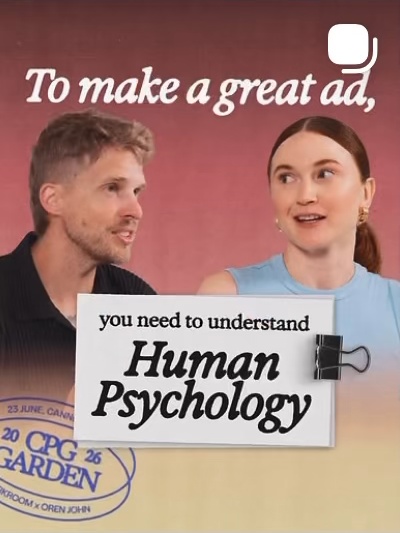 To make a great ad,
you need to understand
Human
Psychology
23 JUNE, CANN
20 CPG 26
GARDEN
RKROOM x OREN JOHN